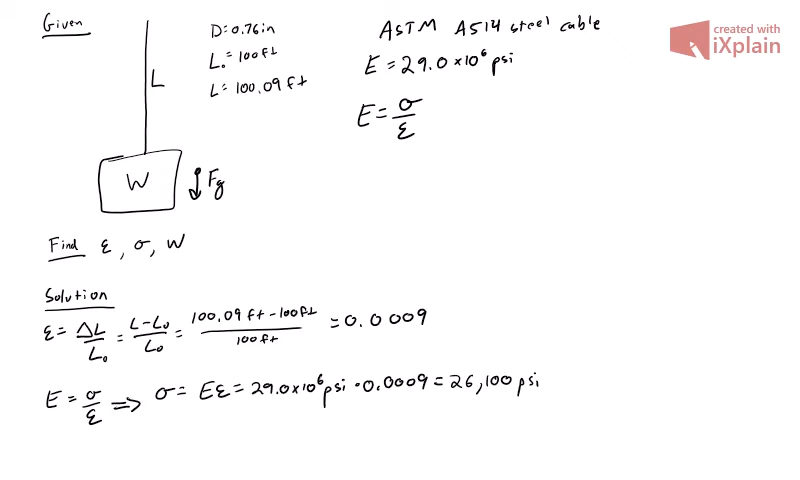 Given
D=0.76in
L₀=100ft
L=100.09ft
L
W
Fg
ASTM A514 steel cable
E=29.0×10⁶psi
E=σ/ε
created with
iXplain
Find ε, σ, W
Solution
ε=ΔL/L₀=L-L₀/L₀=100.09ft-100ft/100ft=0.0009
E=σ/ε⇒σ=Eε=29.0×10⁶psi·0.0009=26,100psi